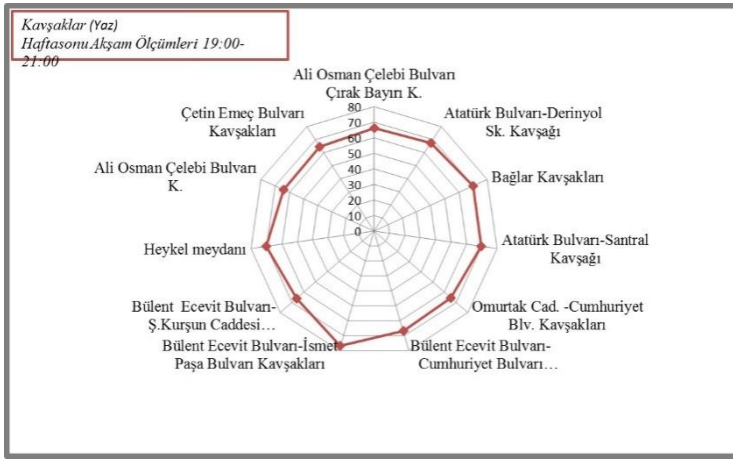 Kavşaklar (Yaz)
Haftasonu Akşam Ölçümleri 19:00-
21:00
Ali Osman Çelebi Bulvarı
Çırak Bayırı K.
Atatürk Bulvarı-Derinyol
Sk. Kavşağı
Bağlar Kavşakları
Atatürk Bulvarı-Santral
Kavşağı
Omurtak Cad. -Cumhuriyet
Blv. Kavşakları
Bülent Ecevit Bulvarı-
Cumhuriyet Bulvarı…
Bülent Ecevit Bulvarı-İsmet
Paşa Bulvarı Kavşakları
Bülent Ecevit Bulvarı-
Ş.Kurşun Caddesi…
Heykel meydanı
Ali Osman Çelebi Bulvarı
K.
Çetin Emeç Bulvarı
Kavşakları
80
70
60
50
40
30
20
10
0